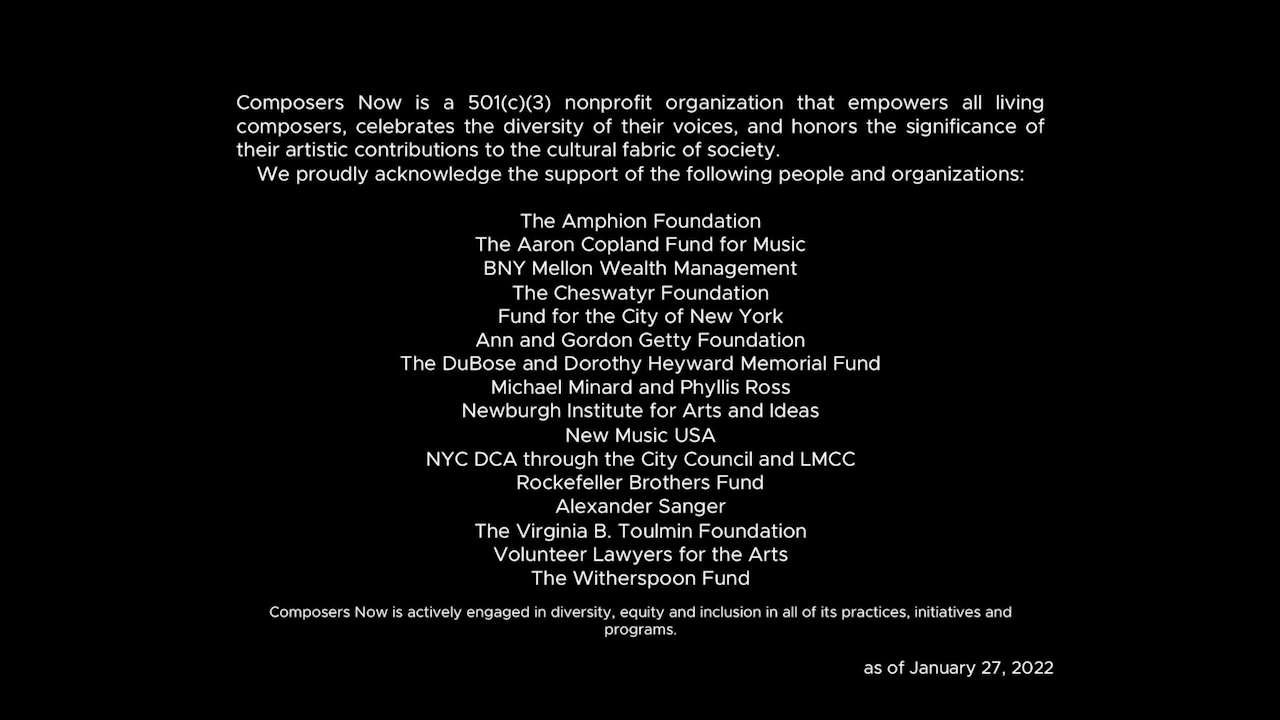 Composers Now is a 501(c)(3) nonprofit organization that empowers all living
composers, celebrates the diversity of their voices, and honors the significance of
their artistic contributions to the cultural fabric of society.
We proudly acknowledge the support of the following people and organizations:
The Amphion Foundation
The Aaron Copland Fund for Music
BNY Mellon Wealth Management
The Cheswatyr Foundation
Fund for the City of New York
Ann and Gordon Getty Foundation
The DuBose and Dorothy Heyward Memorial Fund
Michael Minard and Phyllis Ross
Newburgh Institute for Arts and Ideas
New Music USA
NYC DCA through the City Council and LMCC
Rockefeller Brothers Fund
Alexander Sanger
The Virginia B. Toulmin Foundation
Volunteer Lawyers for the Arts
The Witherspoon Fund
Composers Now is actively engaged in diversity, equity and inclusion in all of its practices, initiatives and
programs.
as of January 27, 2022